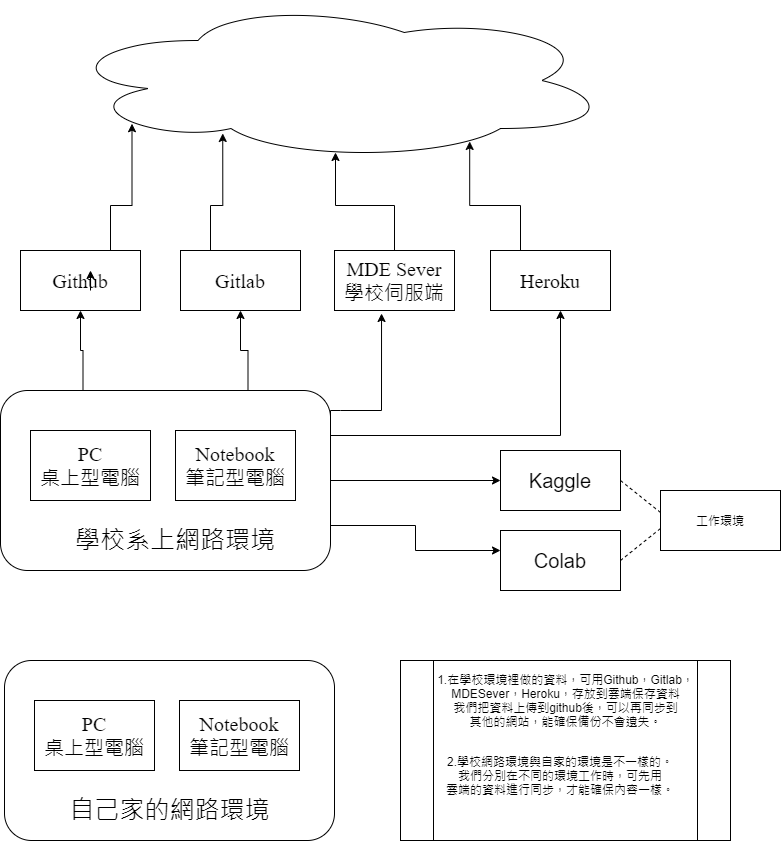 Github
Gitlab
MDE Sever
學校伺服端
Heroku
PC
桌上型電腦
Notebook
筆記型電腦
學校系上網路環境
Kaggle
Colab
工作環境
PC
桌上型電腦
Notebook
筆記型電腦
自己家的網路環境
1.在學校環境裡做的資料，可用Github，Gitlab，
MDESever，Heroku，存放到雲端保存資料
我們把資料上傳到github後，可以再同步到
其他的網站，能確保備份不會遺失。
2.學校網路環境與自家的環境是不一樣的。
我們分別在不同的環境工作時，可先用
雲端的資料進行同步，才能確保內容一樣。